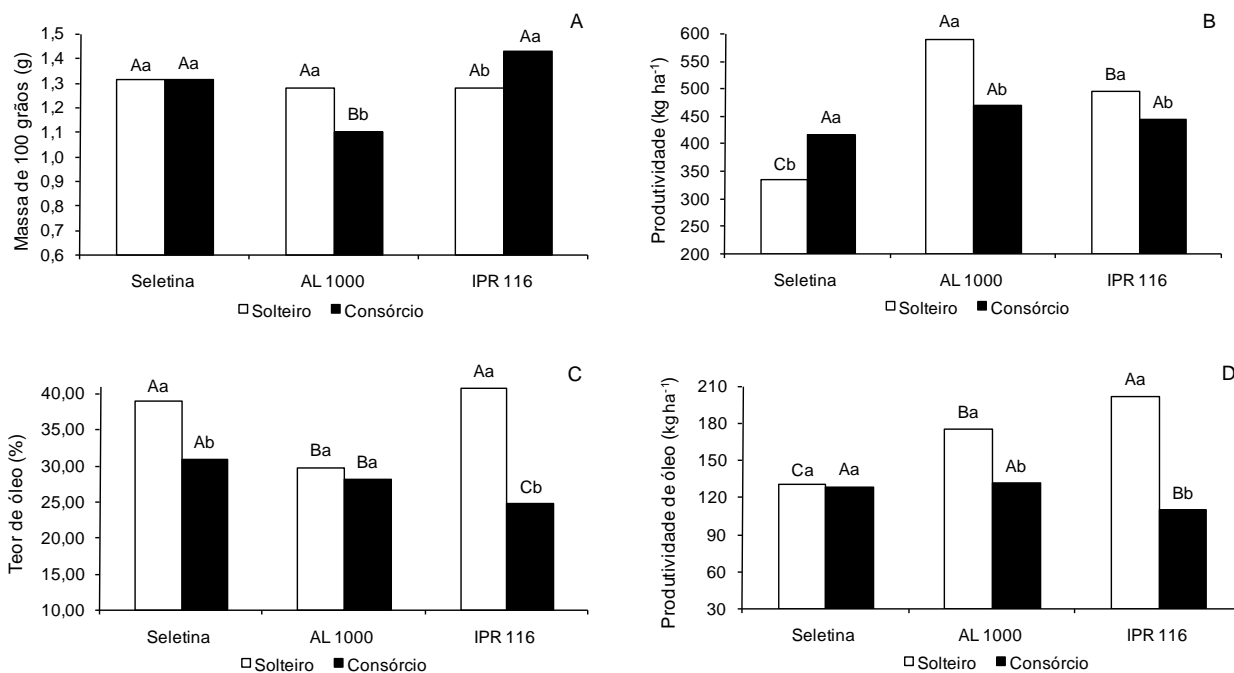 A
Massa de 100 grãos (g)
1,5
1,4
1,3
1,2
1,1
1,0
0,9
0,8
0,7
0,6
Aa Aa
Aa
Bb
Ab
Aa
Seletina AL 1000 IPR 116
Solteiro Consórcio
B
Produtividade (kg ha-1)
600
550
500
450
400
350
300
250
200
Cb
Aa
Aa
Ab
Ba
Ab
Seletina AL 1000 IPR 116
Solteiro Consórcio
C
Teor de óleo (%)
40,00
35,00
30,00
25,00
20,00
15,00
10,00
Aa
Ab
Ba Ba
Aa
Cb
Seletina AL 1000 IPR 116
Solteiro Consórcio
D
Produtividade de óleo (kg ha-1)
210
180
150
120
90
60
30
Ca Aa
Ba
Ab
Aa
Bb
Seletina AL 1000 IPR 116
Solteiro Consórcio